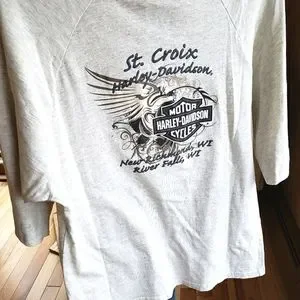 St. Croix
Harley-Davidson.
MOTOR
HARLEY-DAVIDSON
CYCLES
New Richmond, WI
River Falls, WI